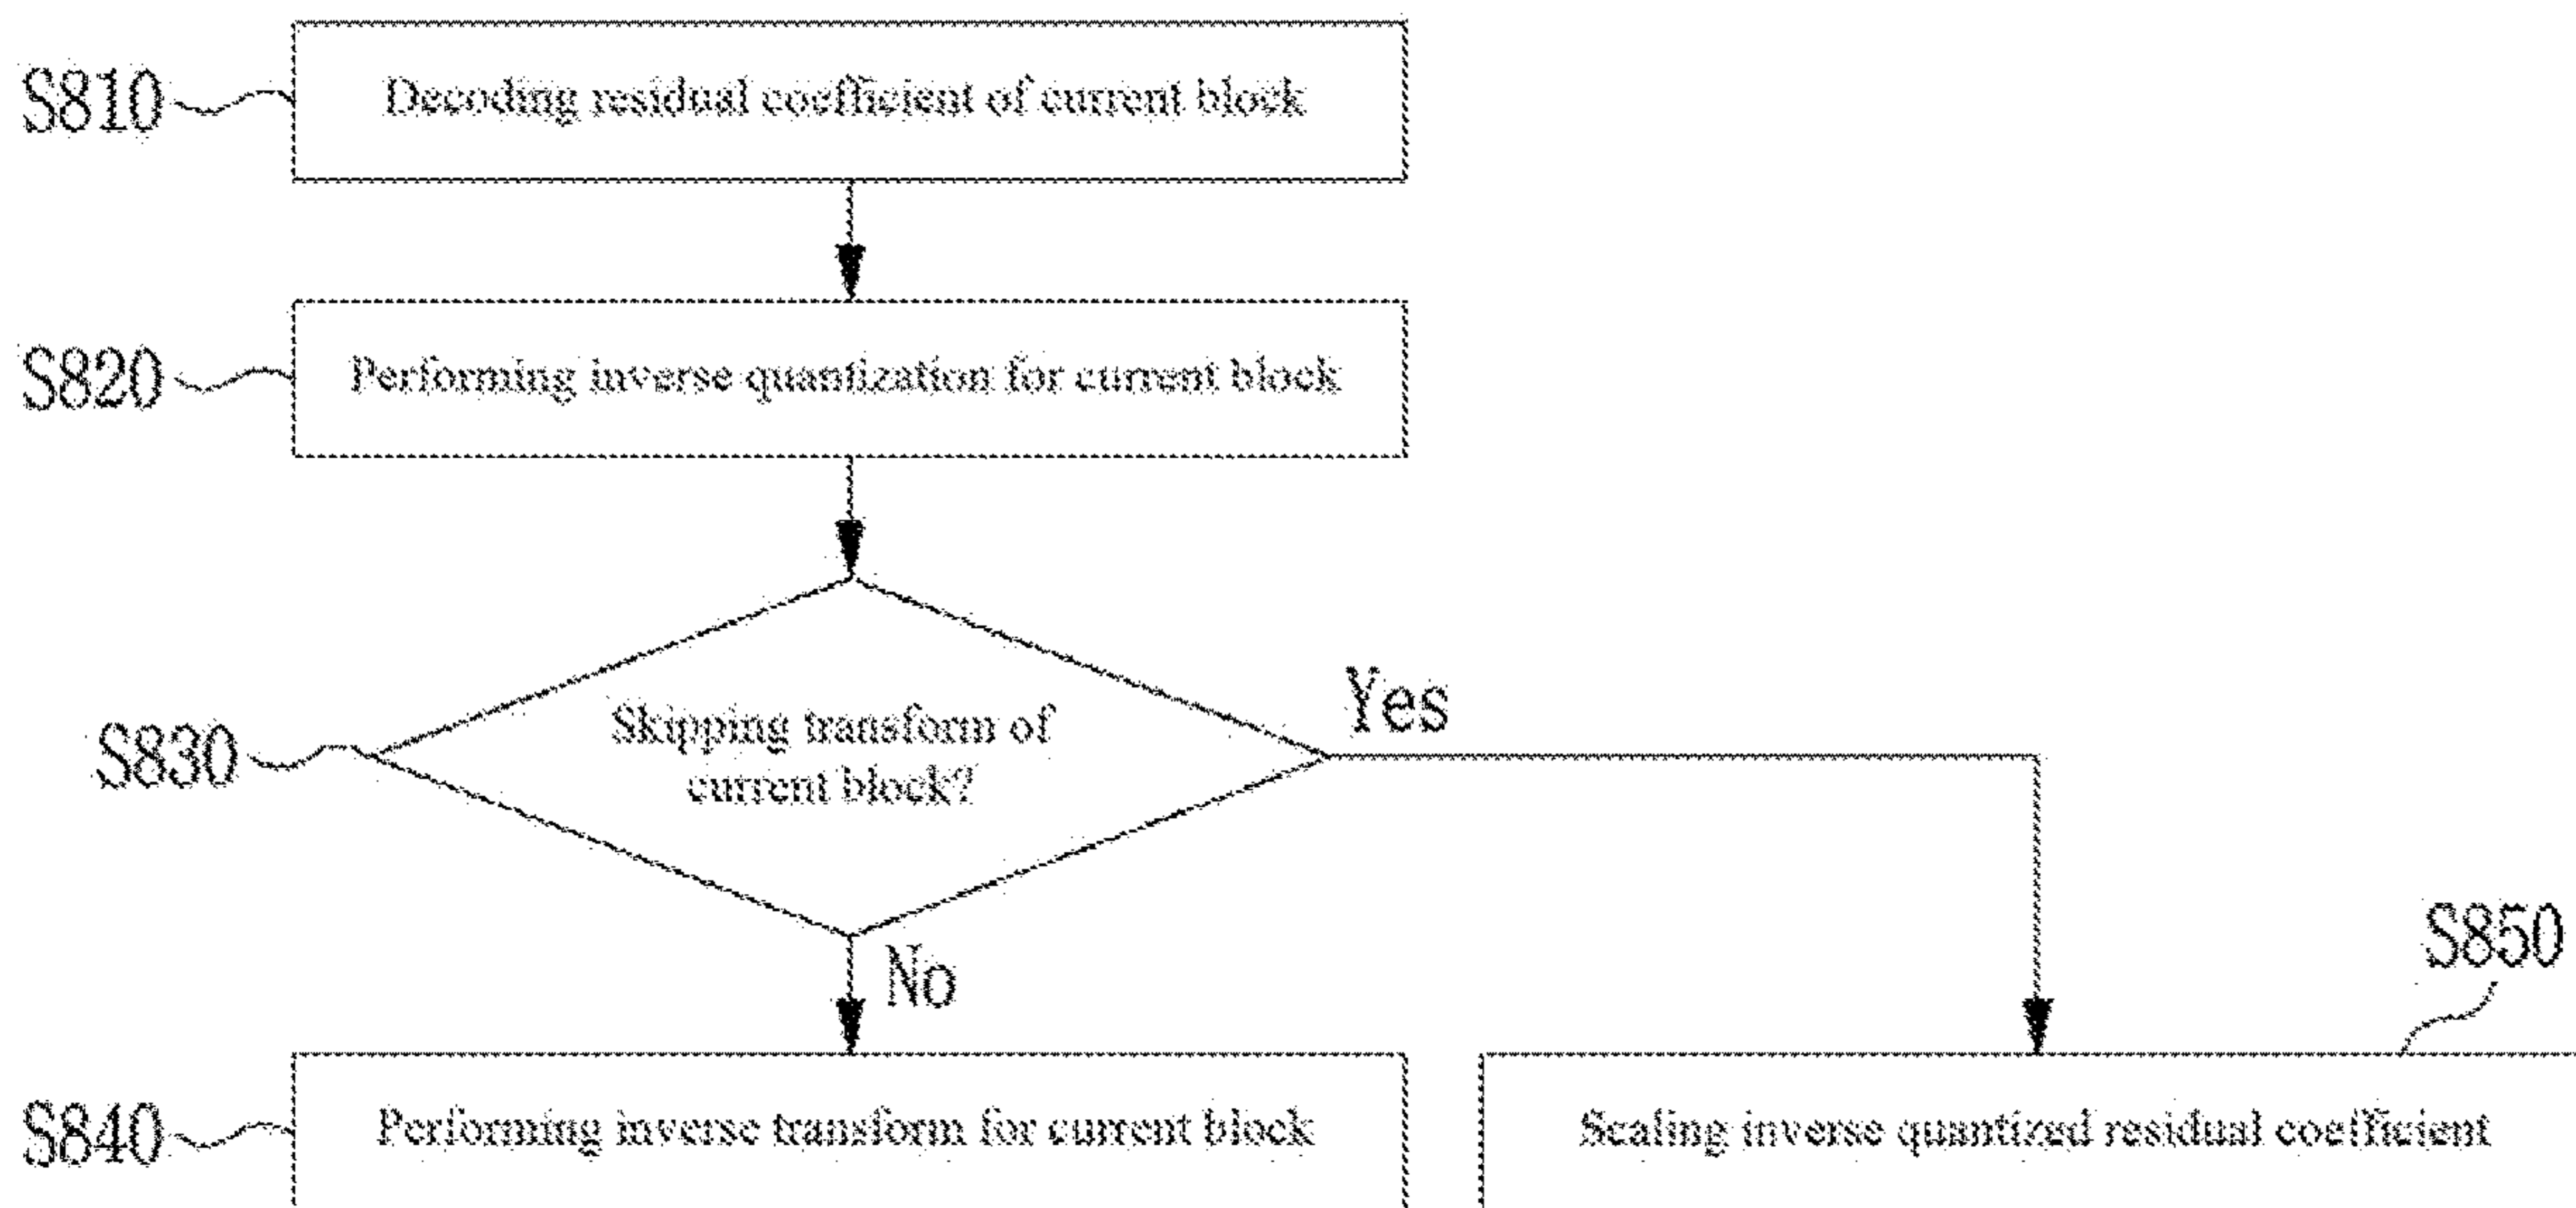 S810
Decoding residual coefficient of current block
S820
Performing inverse quantization for current block
S830
Skipping transform of
current block?
Yes
No
S850
S840
Performing inverse transform for current block
Scaling inverse quantized residual coefficient